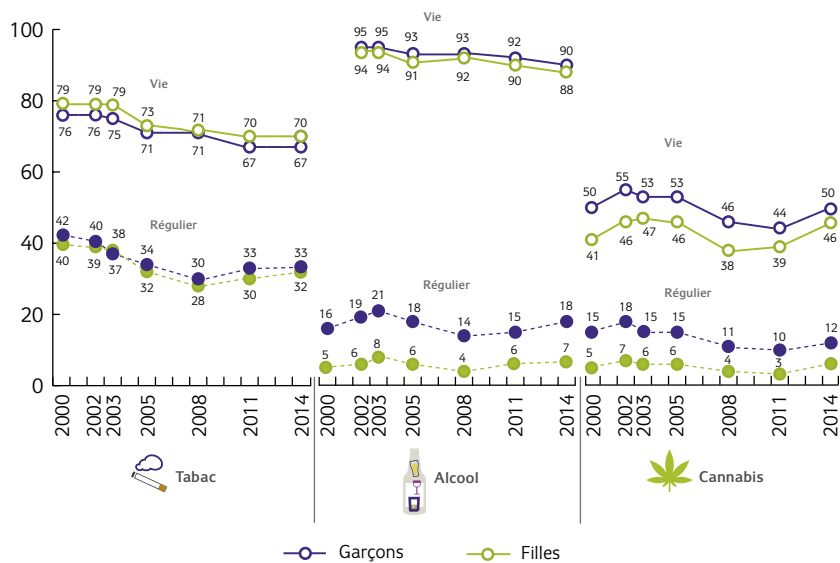 100
80
60
40
20
0
Vie
79 79 79 73 71 70 70
76 76 75 71 71 67 67
Régulier
42 40 38 34 30 33 33
40 39 37 32 28 30 32
2000 2002 2003 2005 2008 2011 2014
Tabac
Vie
95 95 93 93 92 90
94 94 91 92 90 88
Régulier
16 19 21 18 14 15 18
5 6 8 6 4 6 7
2000 2002 2003 2005 2008 2011 2014
Alcool
Vie
50 55 53 53 46 44 50
41 46 47 46 38 39 46
Régulier
15 18 15 15 11 10 12
5 7 6 6 4 3
2000 2002 2003 2005 2008 2011 2014
Cannabis
Garçons
Filles